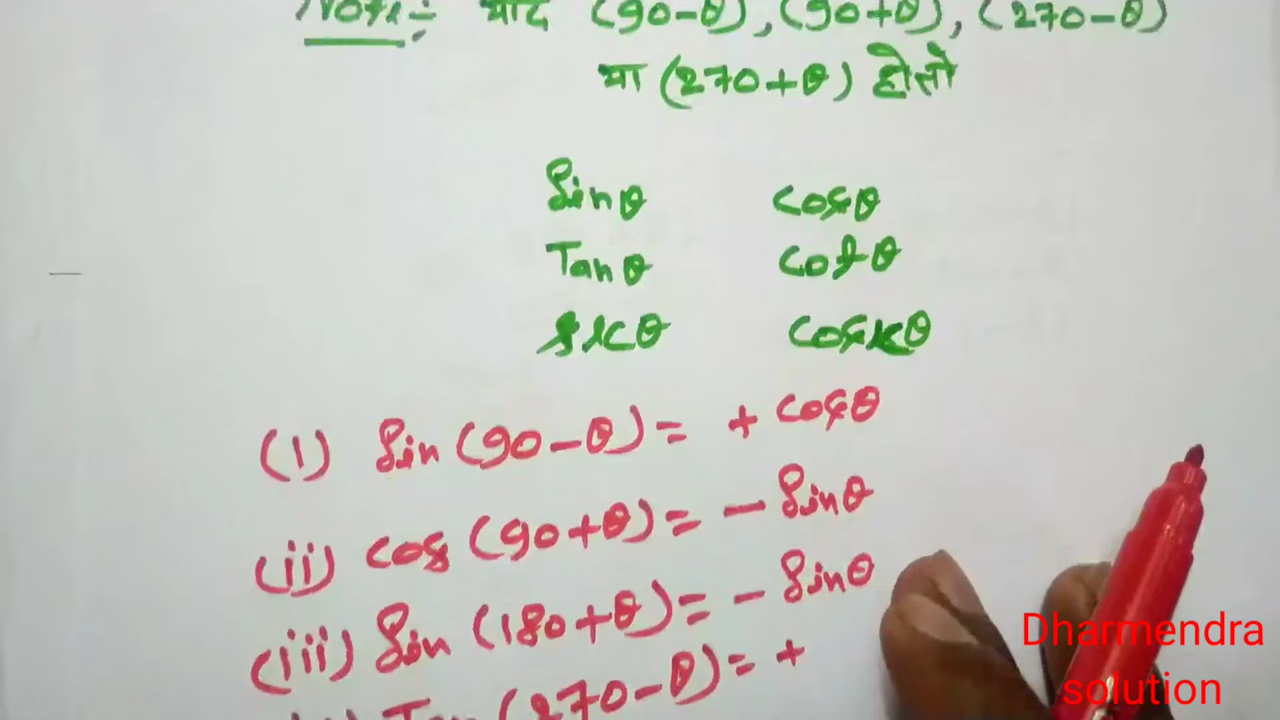 Note :- यदि (90-θ), (90+θ), (270-θ)
या (270+θ) हो तो
Sinθ cosθ
Tanθ cotθ
secθ cosecθ
(i) Sin (90-θ) = + cosθ
(ii) cos (90+θ) = - Sinθ
(iii) Sin (180+θ) = - Sinθ
Tan (270-θ) = +
Dharmendra
solution